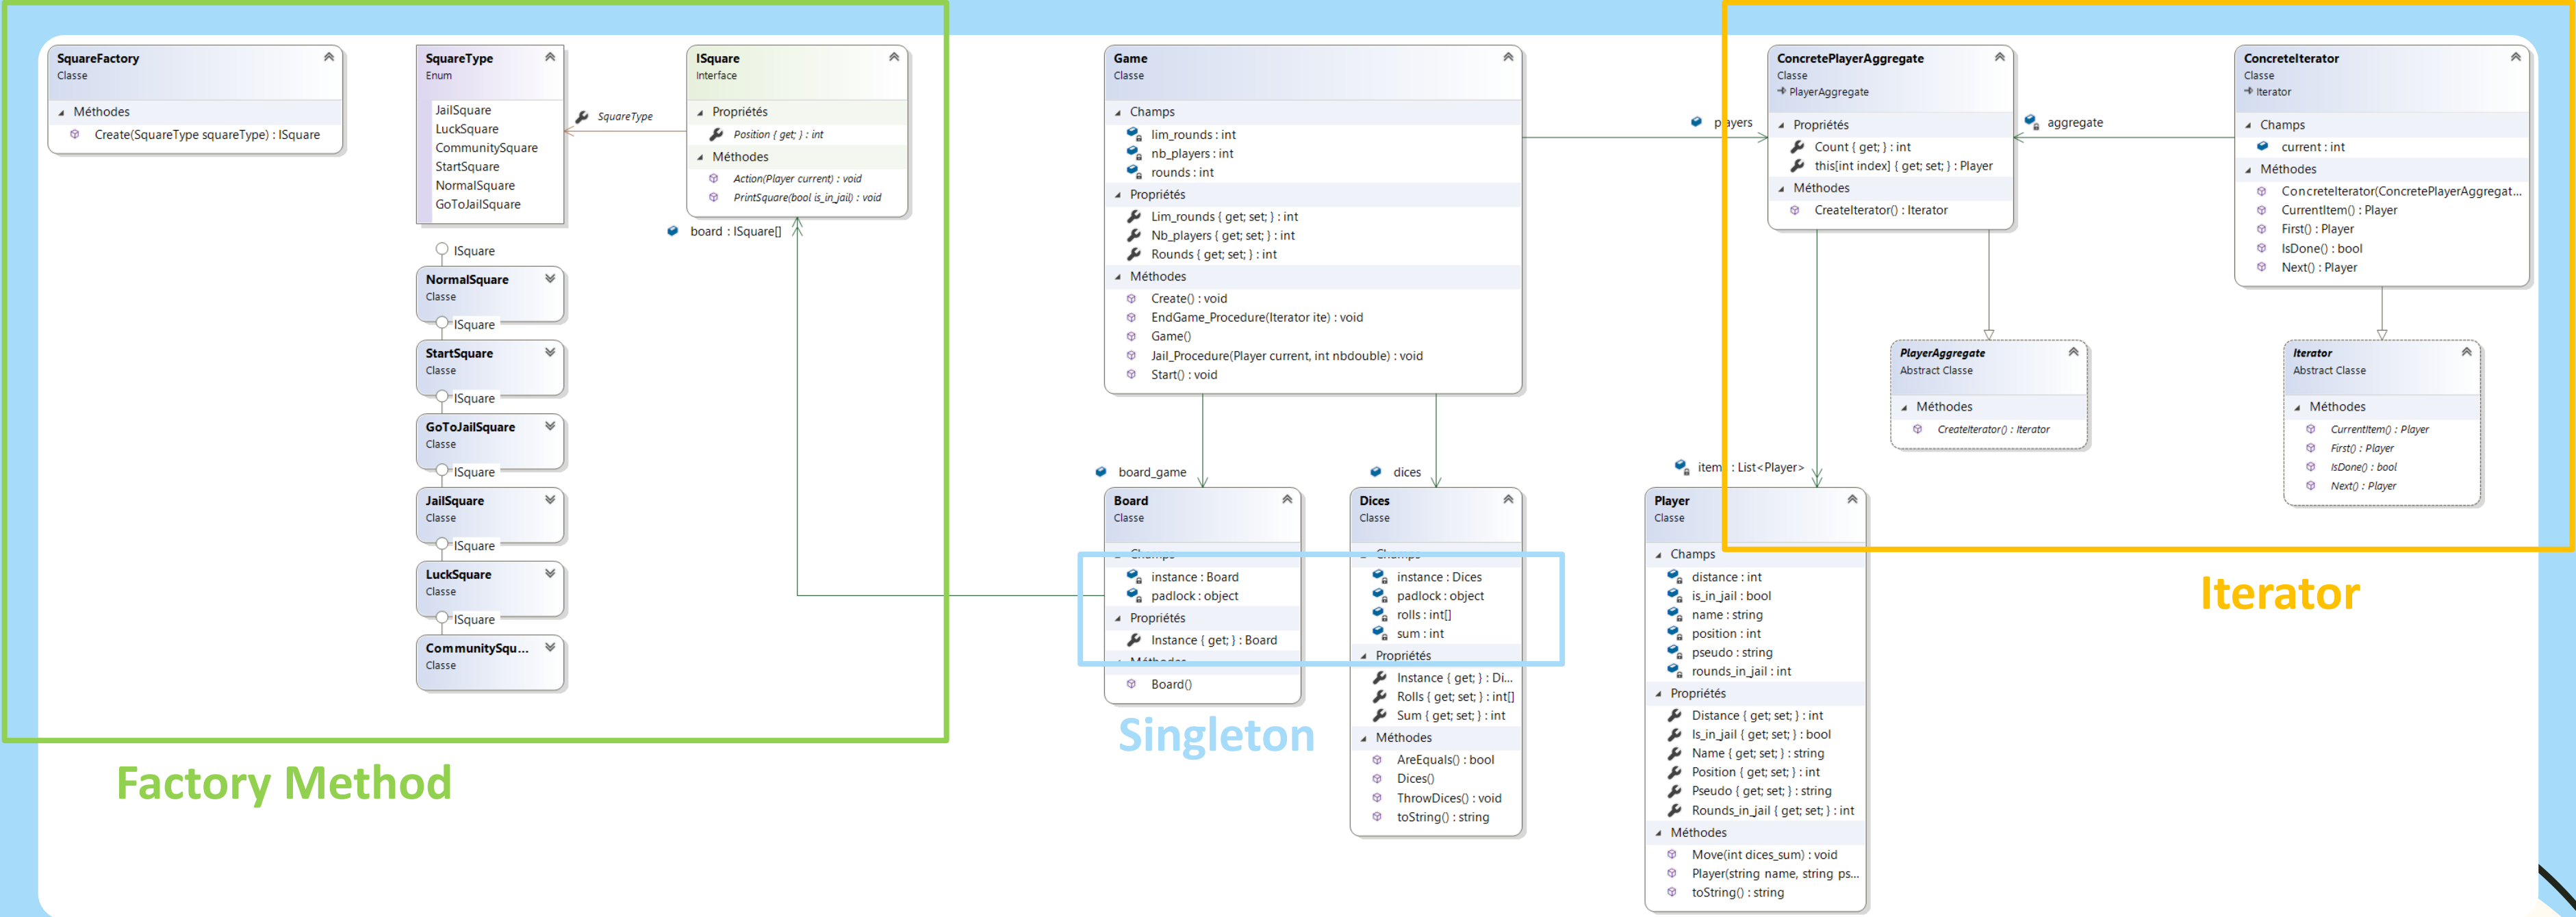 SquareFactory
Classe
Méthodes
Create(SquareType squareType) : ISquare
SquareType
Enum
JailSquare
LuckSquare
CommunitySquare
StartSquare
NormalSquare
GoToJailSquare
SquareType
ISquare
Interface
Propriétés
Position { get; } : int
Méthodes
Action(Player current) : void
PrintSquare(bool is_in_jail) : void
board : ISquare[]
ISquare
NormalSquare
Classe
ISquare
StartSquare
Classe
ISquare
GoToJailSquare
Classe
ISquare
JailSquare
Classe
ISquare
LuckSquare
Classe
ISquare
CommunitySqu...
Classe
Factory Method
Game
Classe
Champs
lim_rounds : int
nb_players : int
rounds : int
Propriétés
Lim_rounds { get; set; } : int
Nb_players { get; set; } : int
Rounds { get; set; } : int
Méthodes
Create() : void
EndGame_Procedure(Iterator ite) : void
Game()
Jail_Procedure(Player current, int nbdouble) : void
Start() : void
board_game
dices
Board
Classe
Champs
instance : Board
padlock : object
Propriétés
Instance { get; } : Board
Méthodes
Board()
Dices
Classe
Champs
instance : Dices
padlock : object
rolls : int[]
sum : int
Propriétés
Instance { get; } : Di...
Rolls { get; set; } : int[]
Sum { get; set; } : int
Méthodes
AreEquals() : bool
Dices()
ThrowDices() : void
toString() : string
Singleton
players
ConcretePlayerAggregate
Classe
PlayerAggregate
Propriétés
Count { get; } : int
this[int index] { get; set; } : Player
Méthodes
CreateIterator() : Iterator
aggregate
ConcreteIterator
Classe
Iterator
Champs
current : int
Méthodes
ConcreteIterator(ConcretePlayerAggregat...
CurrentItem() : Player
First() : Player
IsDone() : bool
Next() : Player
PlayerAggregate
Abstract Classe
Méthodes
CreateIterator() : Iterator
Iterator
Abstract Classe
Méthodes
CurrentItem() : Player
First() : Player
IsDone() : bool
Next() : Player
: List<Player>
Player
Classe
Champs
distance : int
is_in_jail : bool
name : string
position : int
pseudo : string
rounds_in_jail : int
Propriétés
Distance { get; set; } : int
Is_in_jail { get; set; } : bool
Name { get; set; } : string
Position { get; set; } : int
Pseudo { get; set; } : string
Rounds_in_jail { get; set; } : int
Méthodes
Move(int dices_sum) : void
Player(string name, string ps...
toString() : string
Iterator